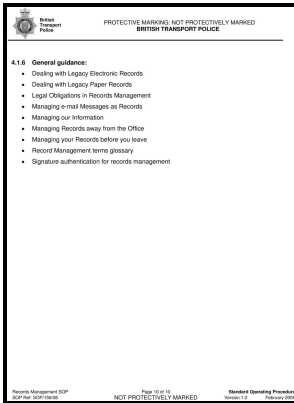 British
Transport
Police
PROTECTIVE MARKING: NOT PROTECTIVELY MARKED
BRITISH TRANSPORT POLICE
4.1.6 General guidance:
• Dealing with Legacy Electronic Records
• Dealing with Legacy Paper Records
• Legal Obligations in Records Management
• Managing e-mail Messages as Records
• Managing our Information
• Managing Records away from the Office
• Managing your Records before you leave
• Record Management terms glossary
• Signature authentication for records management
Records Management SOP Page 10 of 10 Standard Operating Procedure
SOP Ref: SOP/156/08 NOT PROTECTIVELY MARKED Version 1.2 February 2009